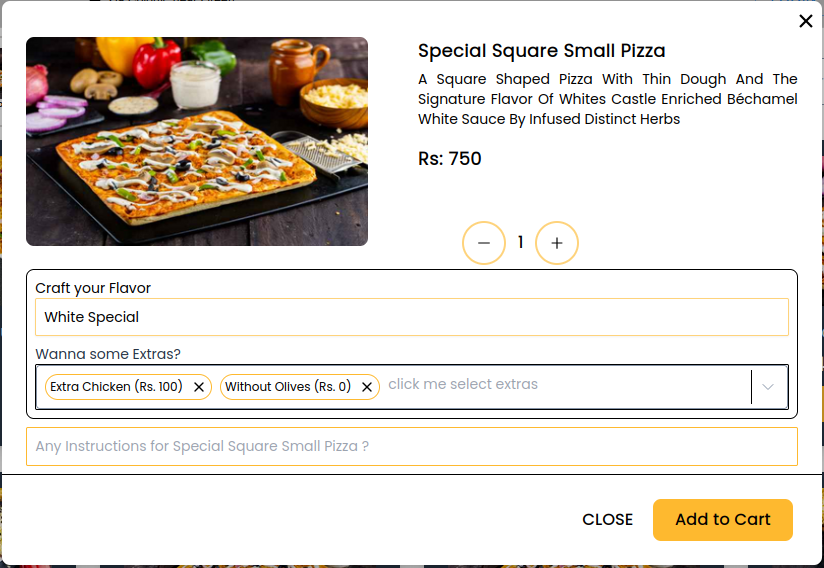 Special Square Small Pizza
A Square Shaped Pizza With Thin Dough And The
Signature Flavor Of Whites Castle Enriched Béchamel
White Sauce By Infused Distinct Herbs
Rs: 750
1
Craft your Flavor
White Special
Wanna some Extras?
Extra Chicken (Rs. 100) Without Olives (Rs. 0) click me select extras
Any Instructions for Special Square Small Pizza ?
CLOSE Add to Cart